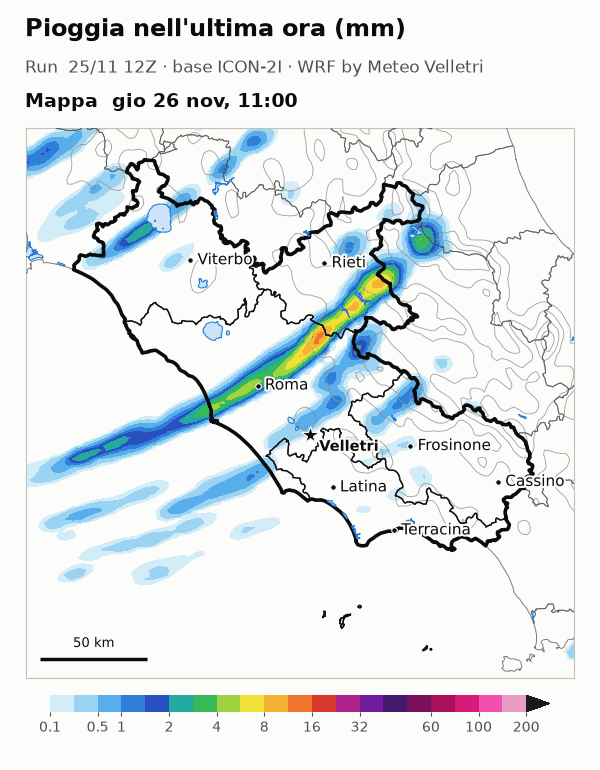 Pioggia nell'ultima ora (mm)
Run  25/11 12Z · base ICON-2I · WRF by Meteo Velletri
Mappa  gio 26 nov, 11:00
Viterbo
Rieti
Roma
Velletri
Frosinone
Latina
Cassino
Terracina
50 km
0.1 0.5 1 2 4 8 16 32 60 100 200